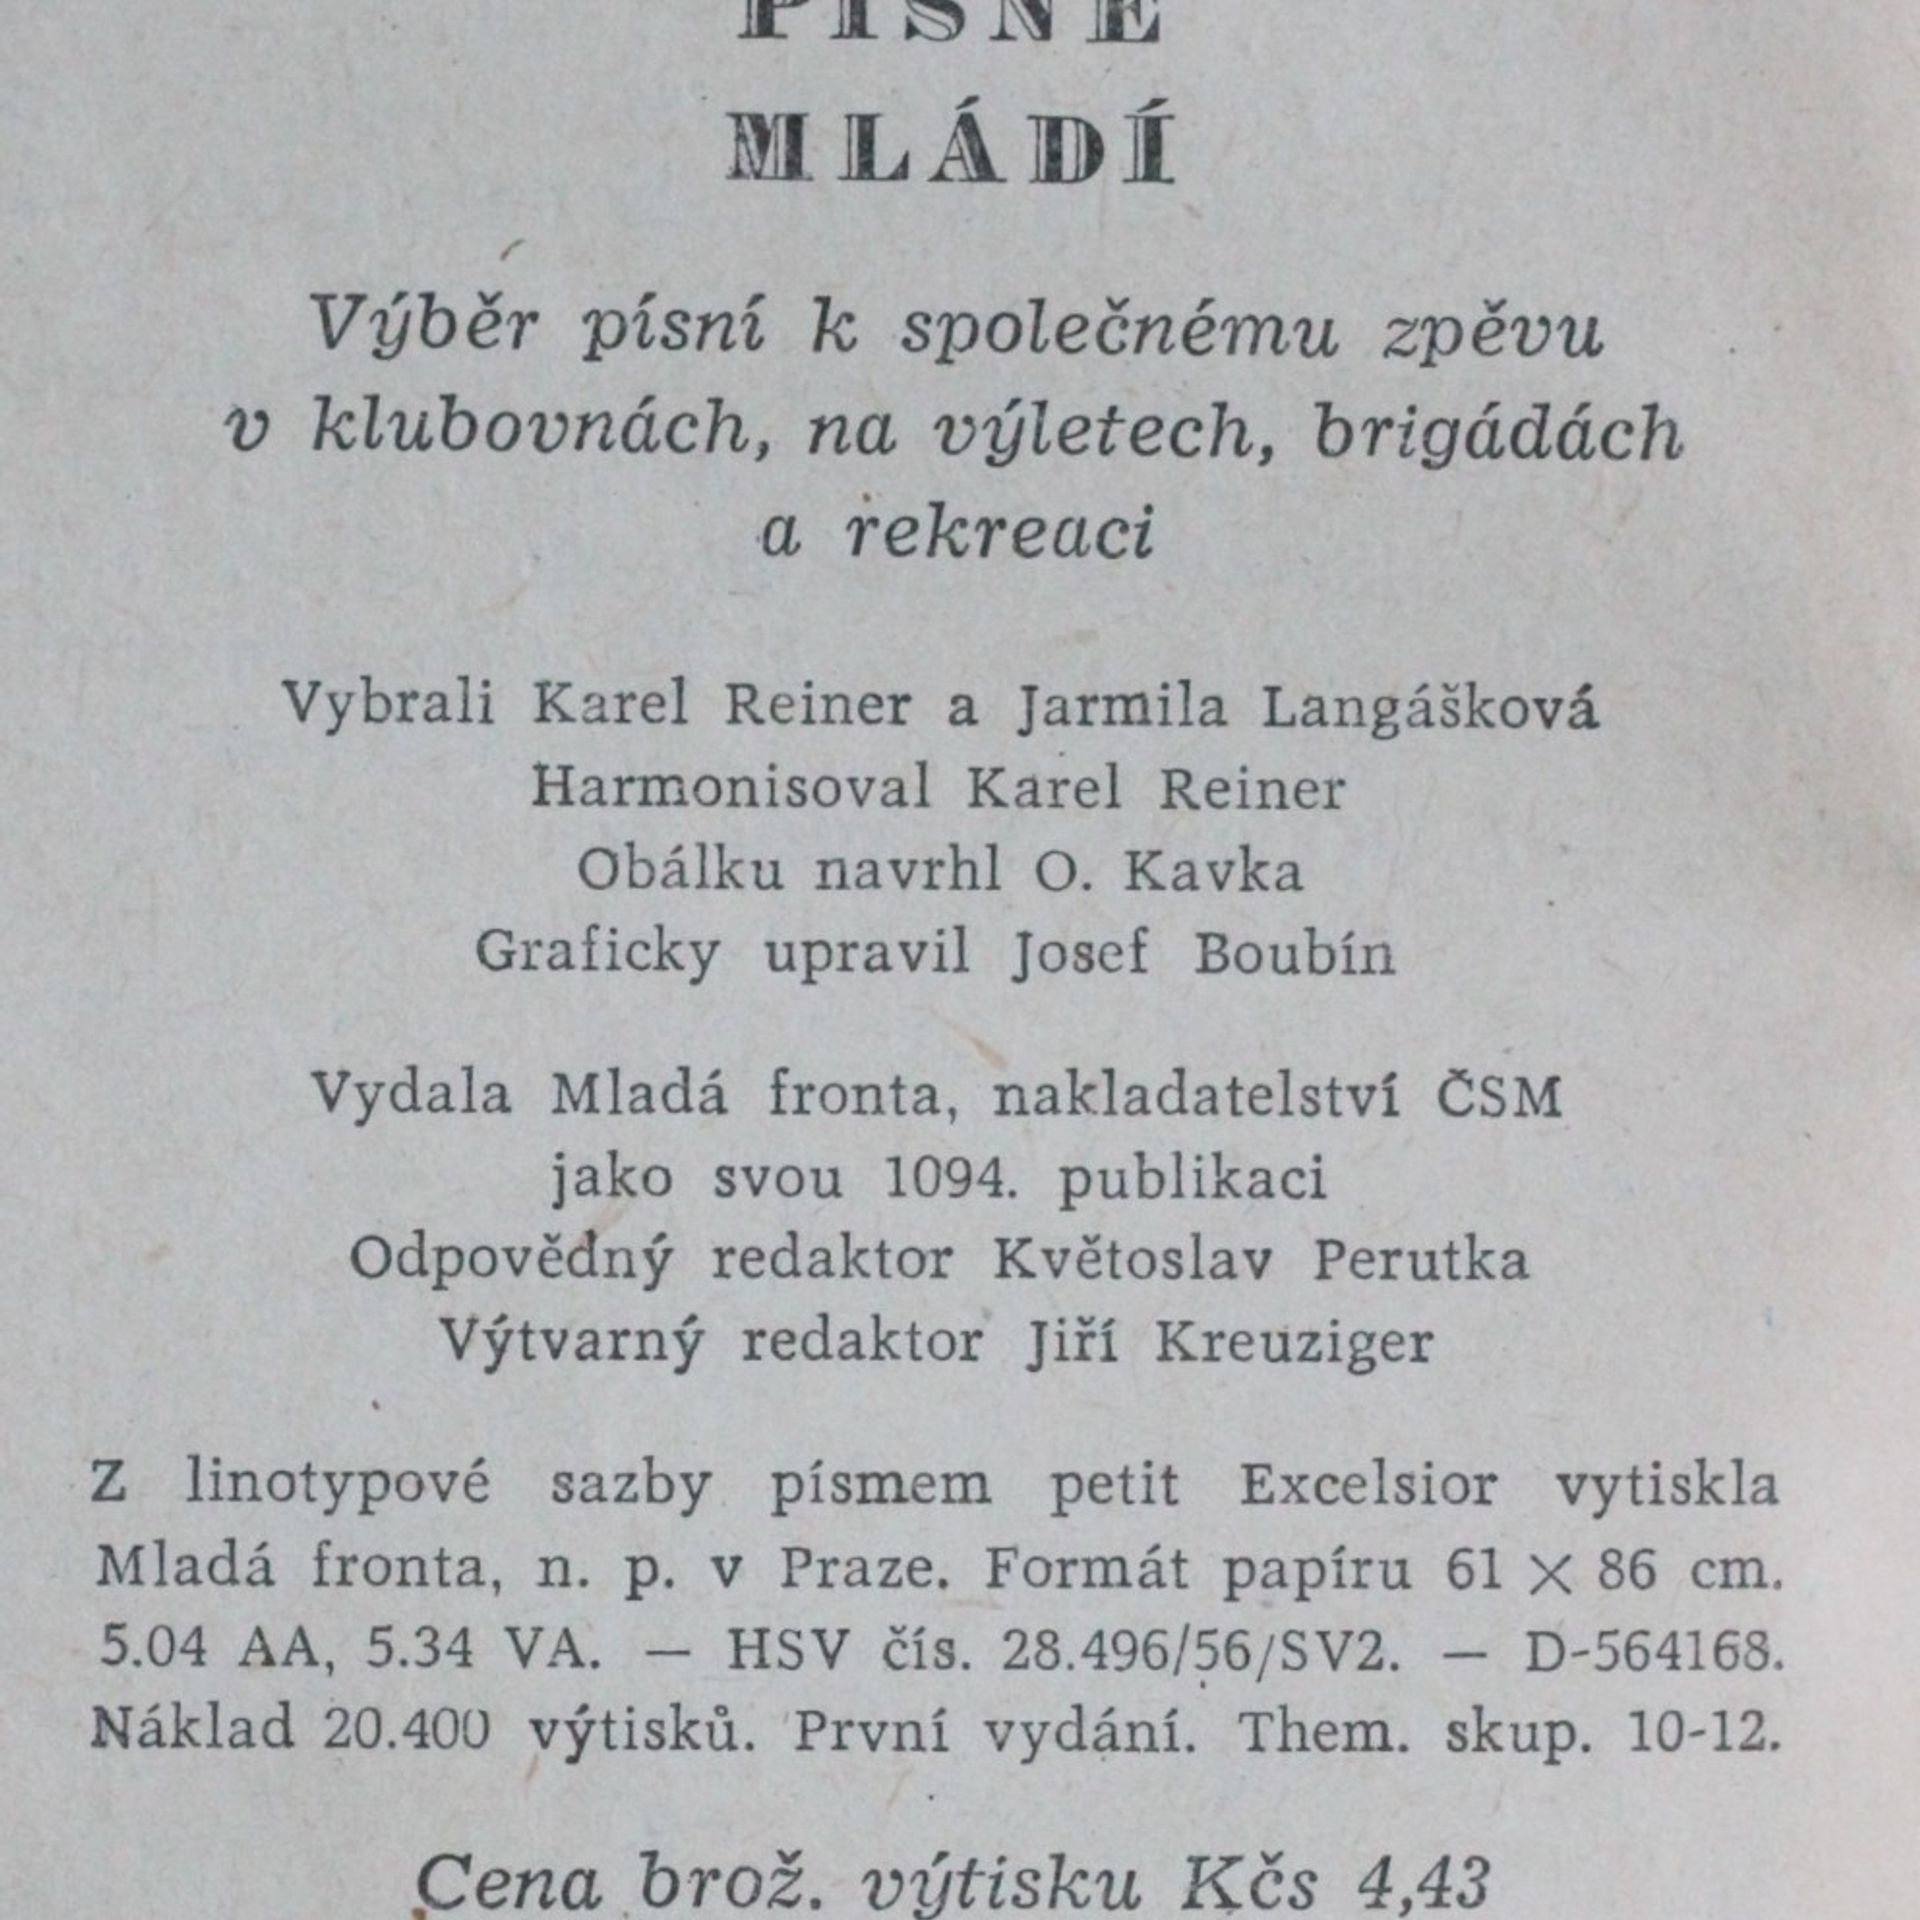 PÍSNĚ
MLÁDÍ
Výběr písní k společnému zpěvu
v klubovnách, na výletech, brigádách
a rekreaci
Vybrali Karel Reiner a Jarmila Langášková
Harmonisoval Karel Reiner
Obálku navrhl O. Kavka
Graficky upravil Josef Boubín
Vydala Mladá fronta, nakladatelství ČSM
jako svou 1094. publikaci
Odpovědný redaktor Květoslav Perutka
Výtvarný redaktor Jiří Kreuziger
Z linotypové sazby písmem petit Excelsior vytiskla
Mladá fronta, n. p. v Praze. Formát papíru 61 × 86 cm.
5.04 AA, 5.34 VA. — HSV čís. 28.496/56/SV2. — D-564168.
Náklad 20.400 výtisků. První vydání. Them. skup. 10-12.
Cena brož. výtisku Kčs 4,43